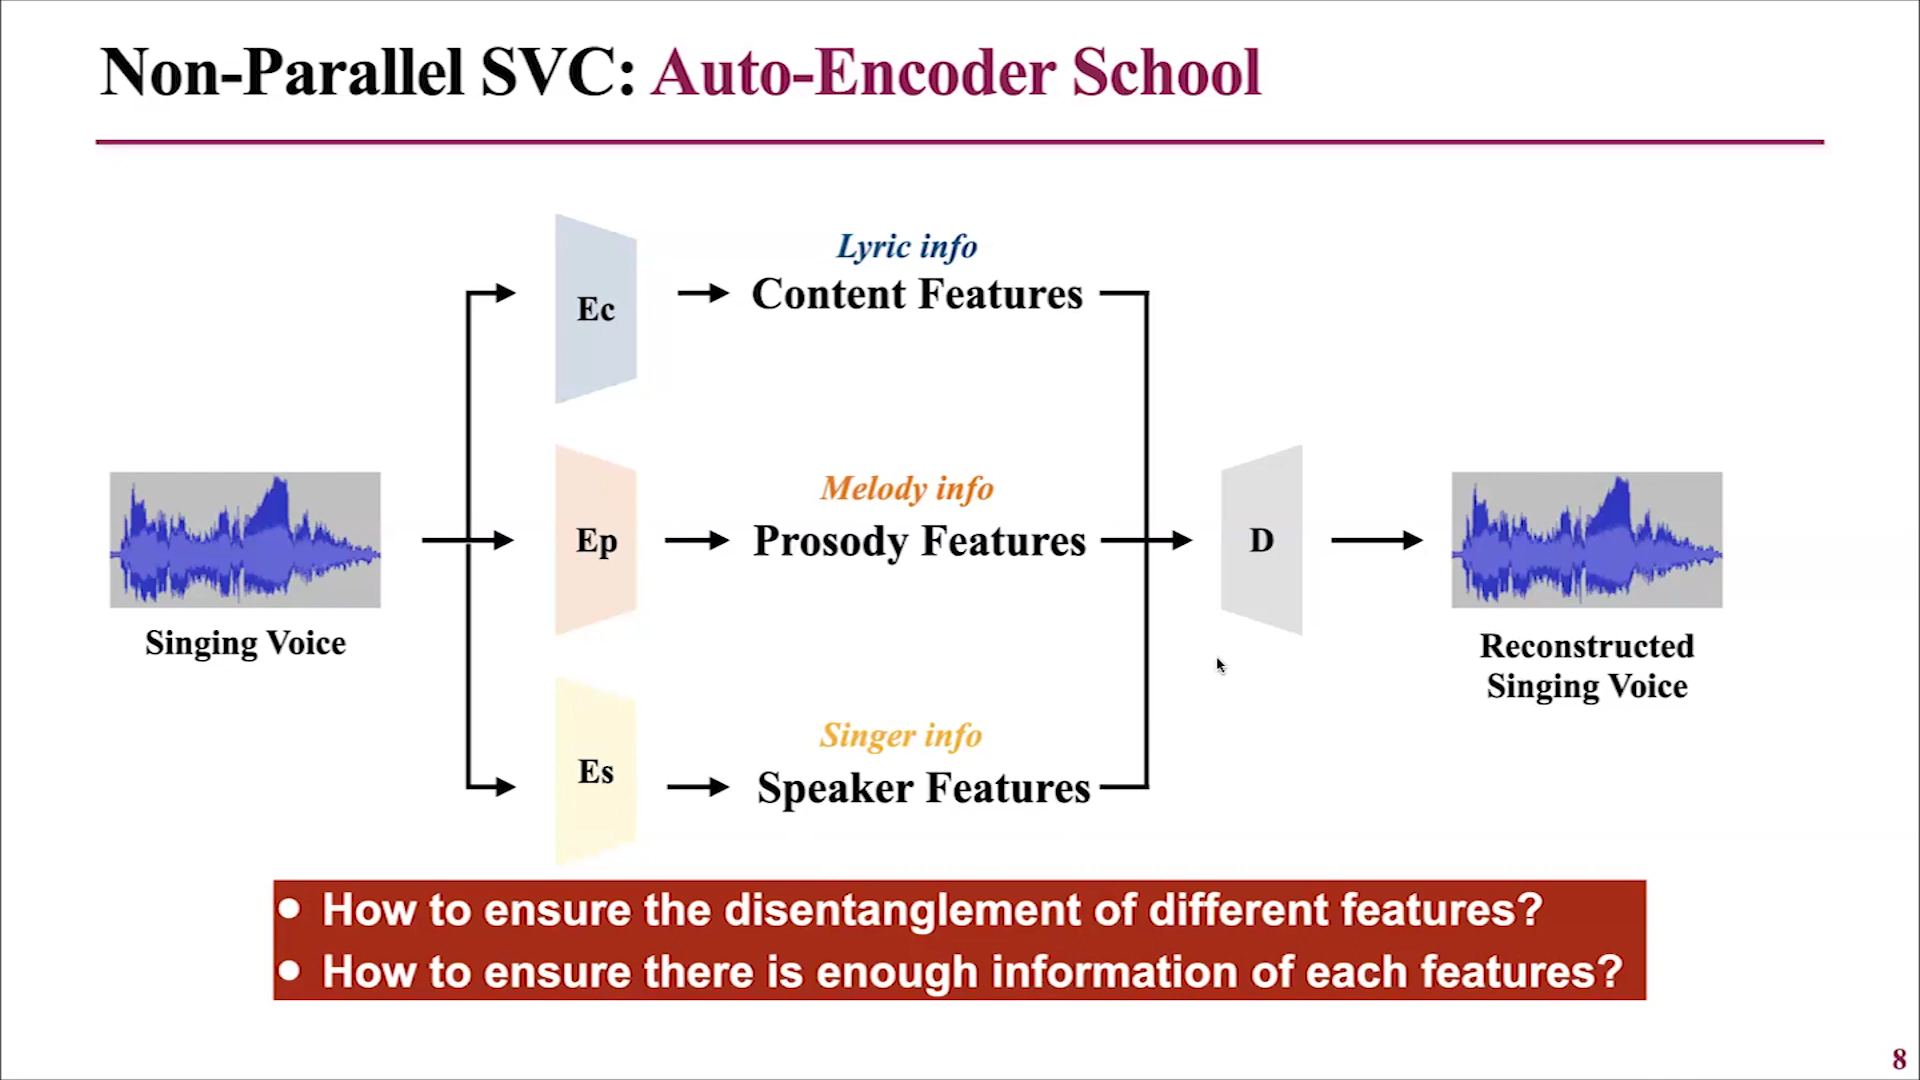 Non-Parallel SVC: Auto-Encoder School
Lyric info
Ec
Content Features
Melody info
Ep
Prosody Features
D
Singing Voice
Reconstructed
Singing Voice
Singer info
Es
Speaker Features
• How to ensure the disentanglement of different features?
• How to ensure there is enough information of each features?
8